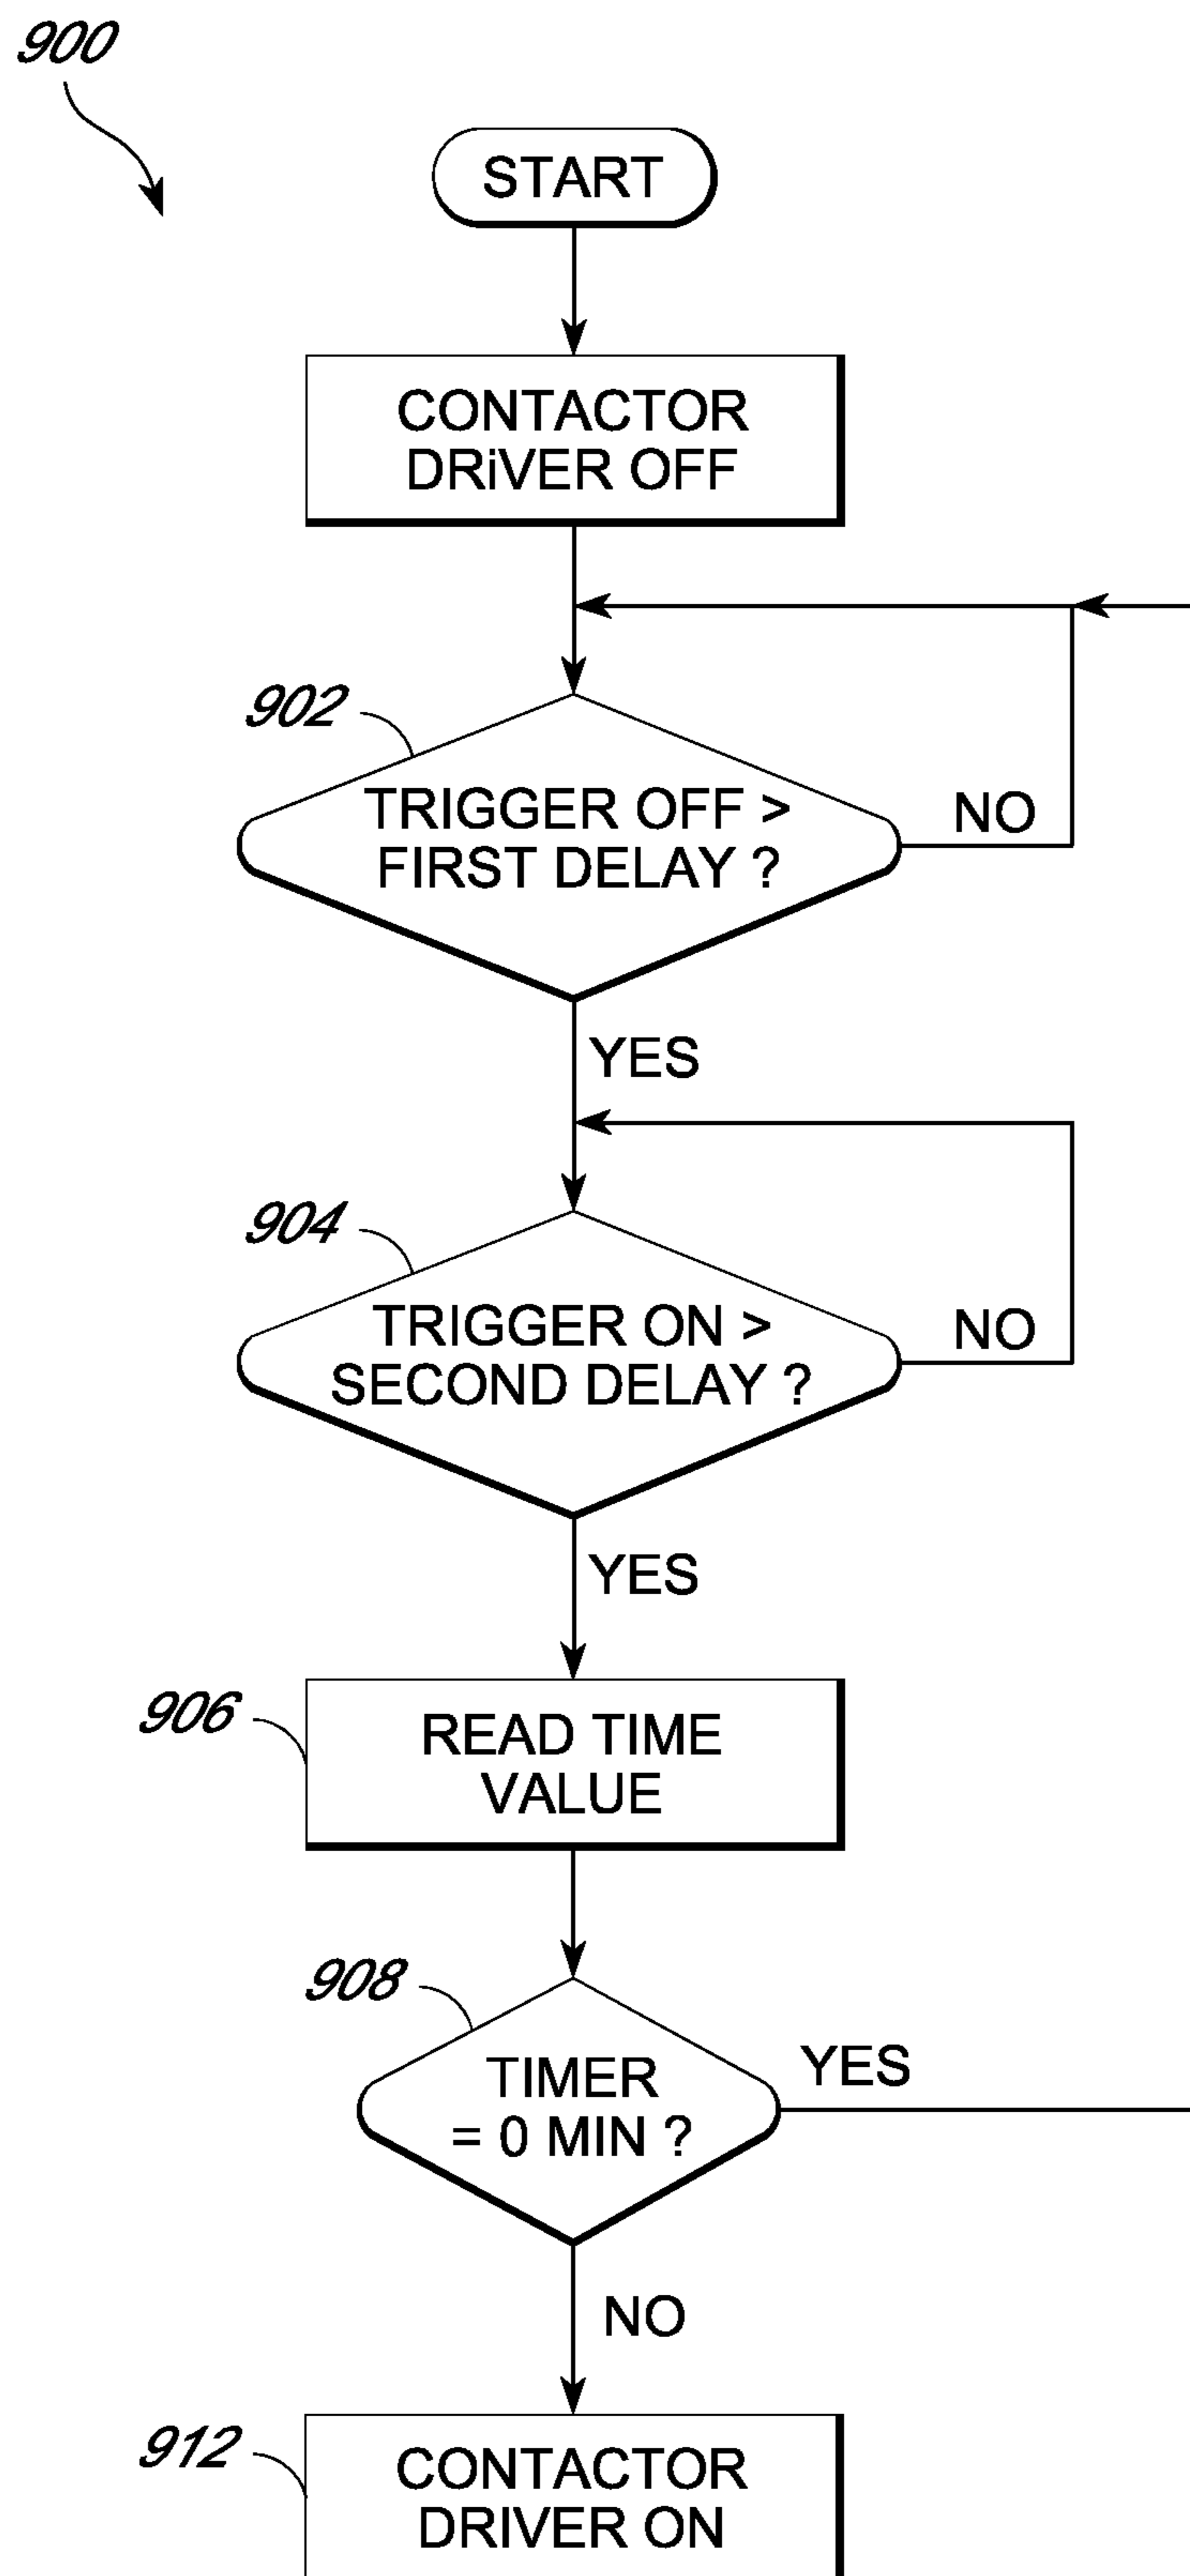 900
START
CONTACTOR
DRiVER OFF
902
TRIGGER OFF >
FIRST DELAY ?
NO
YES
904
TRIGGER ON >
SECOND DELAY ?
NO
YES
906
READ TIME
VALUE
908
TIMER
= 0 MIN ?
YES
NO
912
CONTACTOR
DRIVER ON